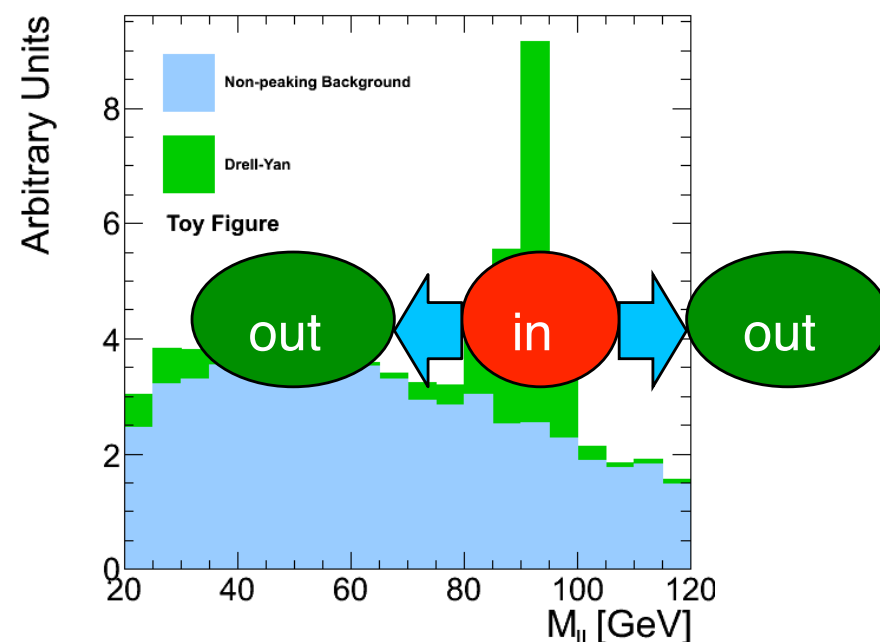 Arbitrary Units
Non-peaking Background
Drell-Yan
Toy Figure
8
6
4
2
0
out
in
out
20 40 60 80 100 120
M_ll [GeV]